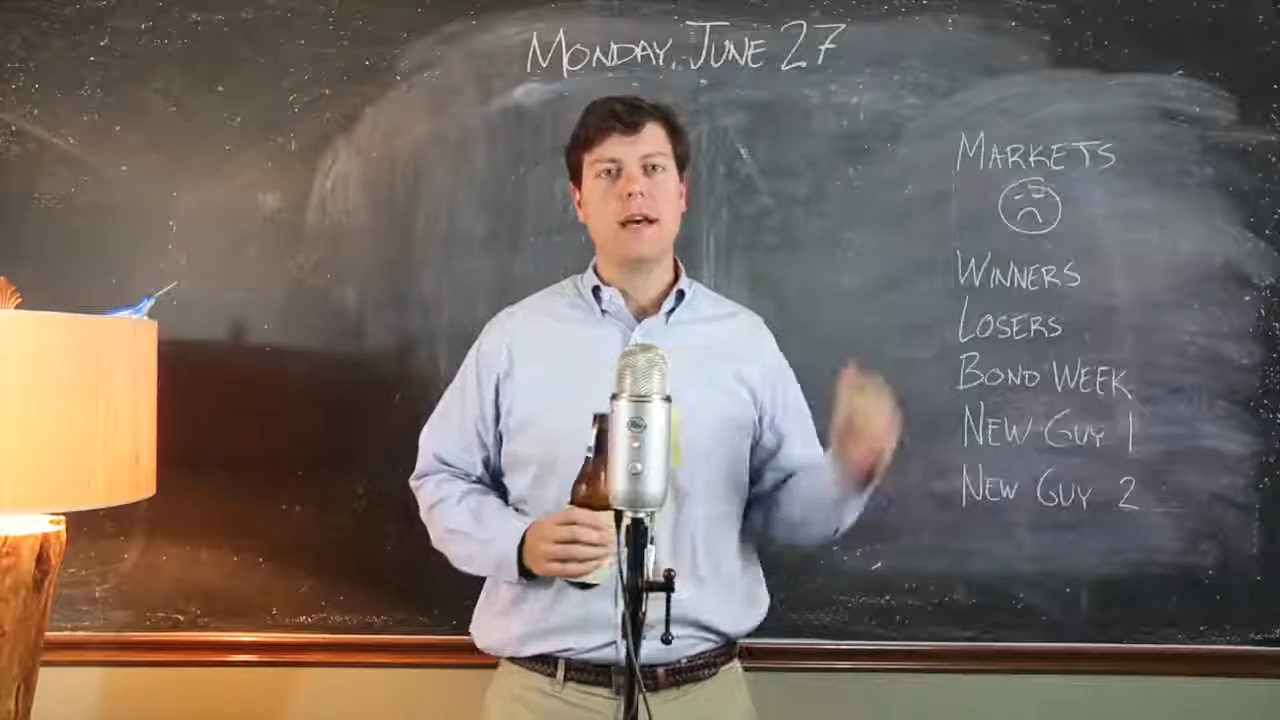 MONDAY, JUNE 27
MARKETS
WINNERS
LOSERS
BOND WEEK
NEW GUY 1
NEW GUY 2